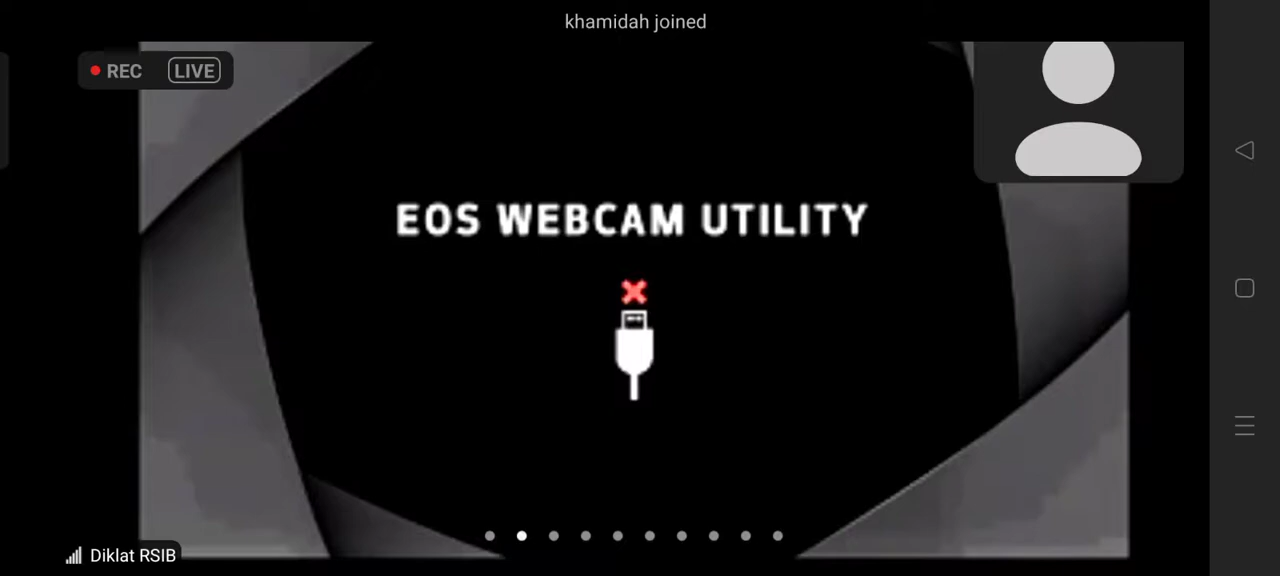 khamidah joined
REC LIVE
EOS WEBCAM UTILITY
Diklat RSIB